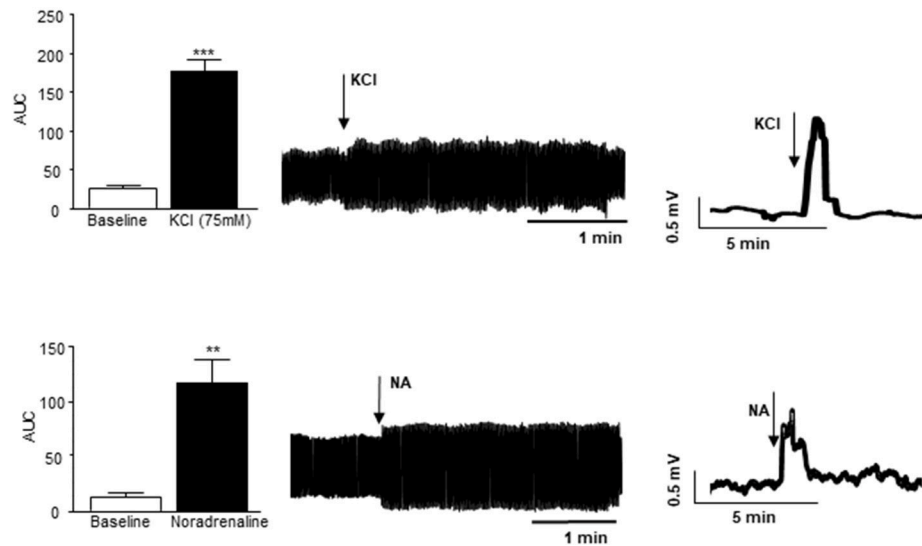 250
200
150
100
50
0
AUC
***
Baseline KCl (75mM)
KCl
1 min
KCl
0.5 mV
5 min
150
100
50
0
AUC
**
Baseline Noradrenaline
NA
1 min
NA
0.5 mV
5 min